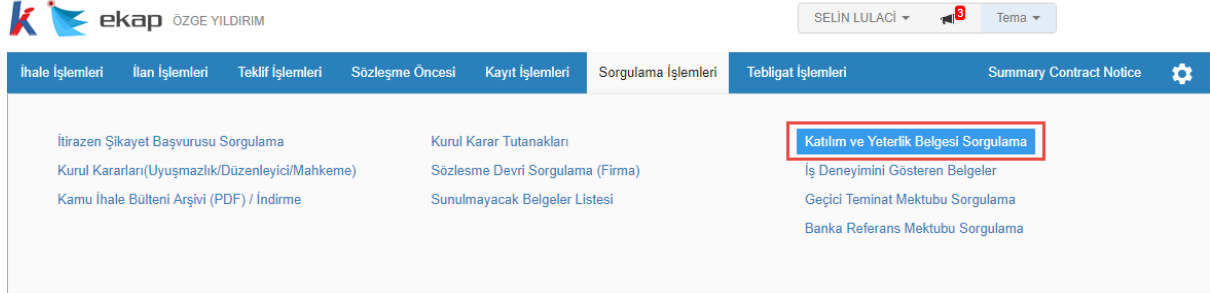 ekap ÖZGE YILDIRIM SELİN LULACİ 3 Tema
İhale İşlemleri İlan İşlemleri Teklif İşlemleri Sözleşme Öncesi Kayıt İşlemleri Sorgulama İşlemleri Tebligat İşlemleri Summary Contract Notice
İtirazen Şikayet Başvurusu Sorgulama Kurul Karar Tutanakları Katılım ve Yeterlik Belgesi Sorgulama
Kurul Kararları(Uyuşmazlık/Düzenleyici/Mahkeme) Sözlesme Devri Sorgulama (Firma) İş Deneyimini Gösteren Belgeler
Kamu İhale Bülteni Arşivi (PDF) / İndirme Sunulmayacak Belgeler Listesi Geçici Teminat Mektubu Sorgulama
Banka Referans Mektubu Sorgulama